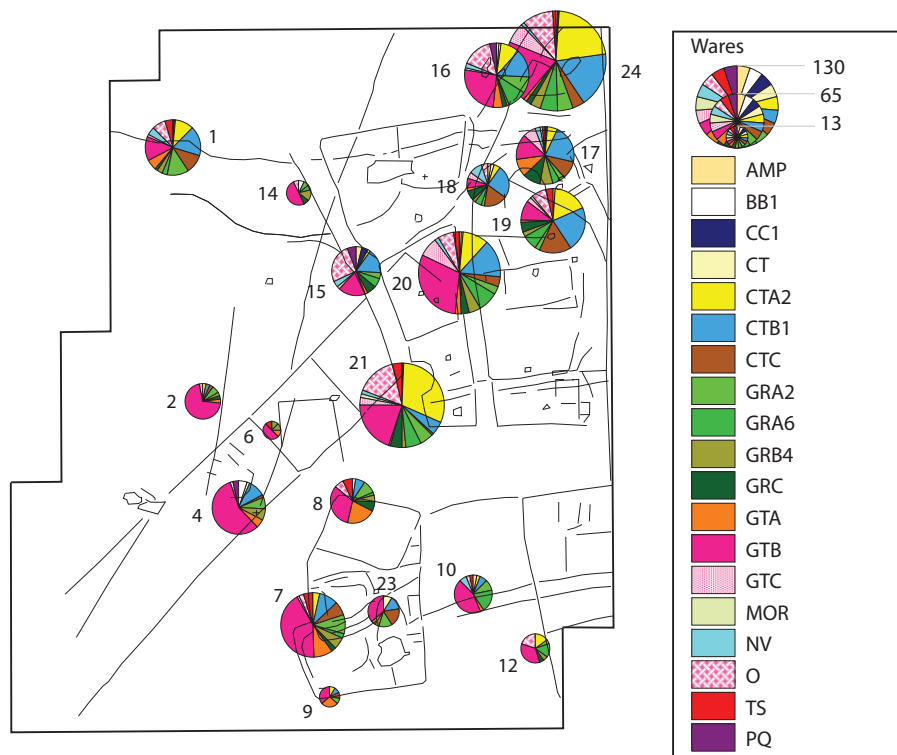 Wares
130
65
13
AMP
BB1
CC1
CT
CTA2
CTB1
CTC
GRA2
GRA6
GRB4
GRC
GTA
GTB
GTC
MOR
NV
O
TS
PQ
16
24
1
14
18
17
19
15
20
21
2
6
4
8
7
23
10
12
9